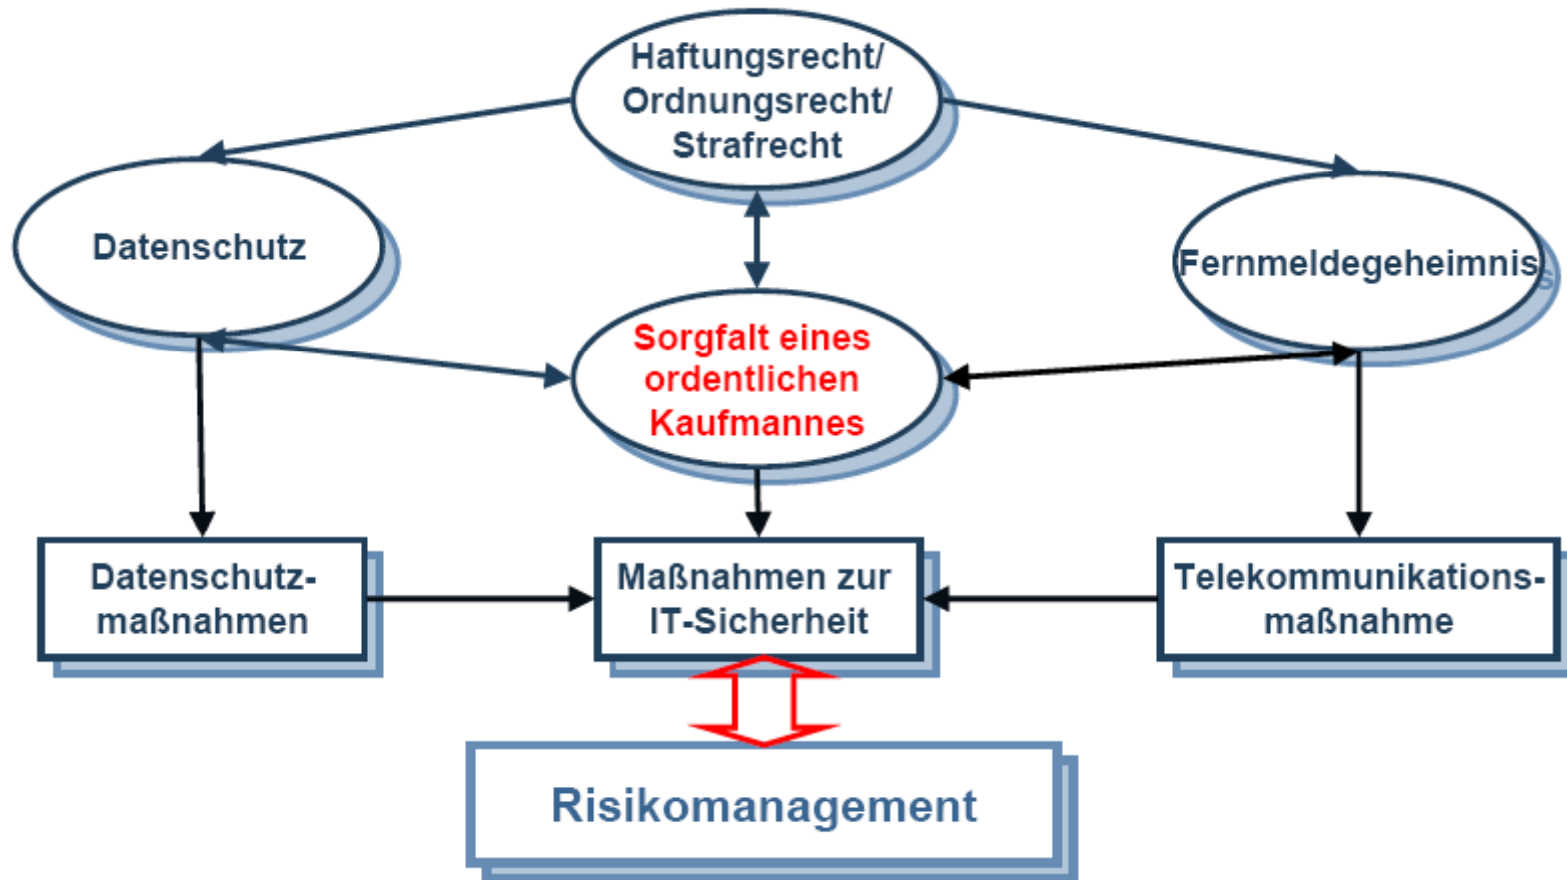 Haftungsrecht/
Ordnungsrecht/
Strafrecht
Datenschutz
Fernmeldegeheimnis
Sorgfalt eines
ordentlichen
Kaufmannes
Datenschutz-
maßnahmen
Maßnahmen zur
IT-Sicherheit
Telekommunikations-
maßnahme
Risikomanagement